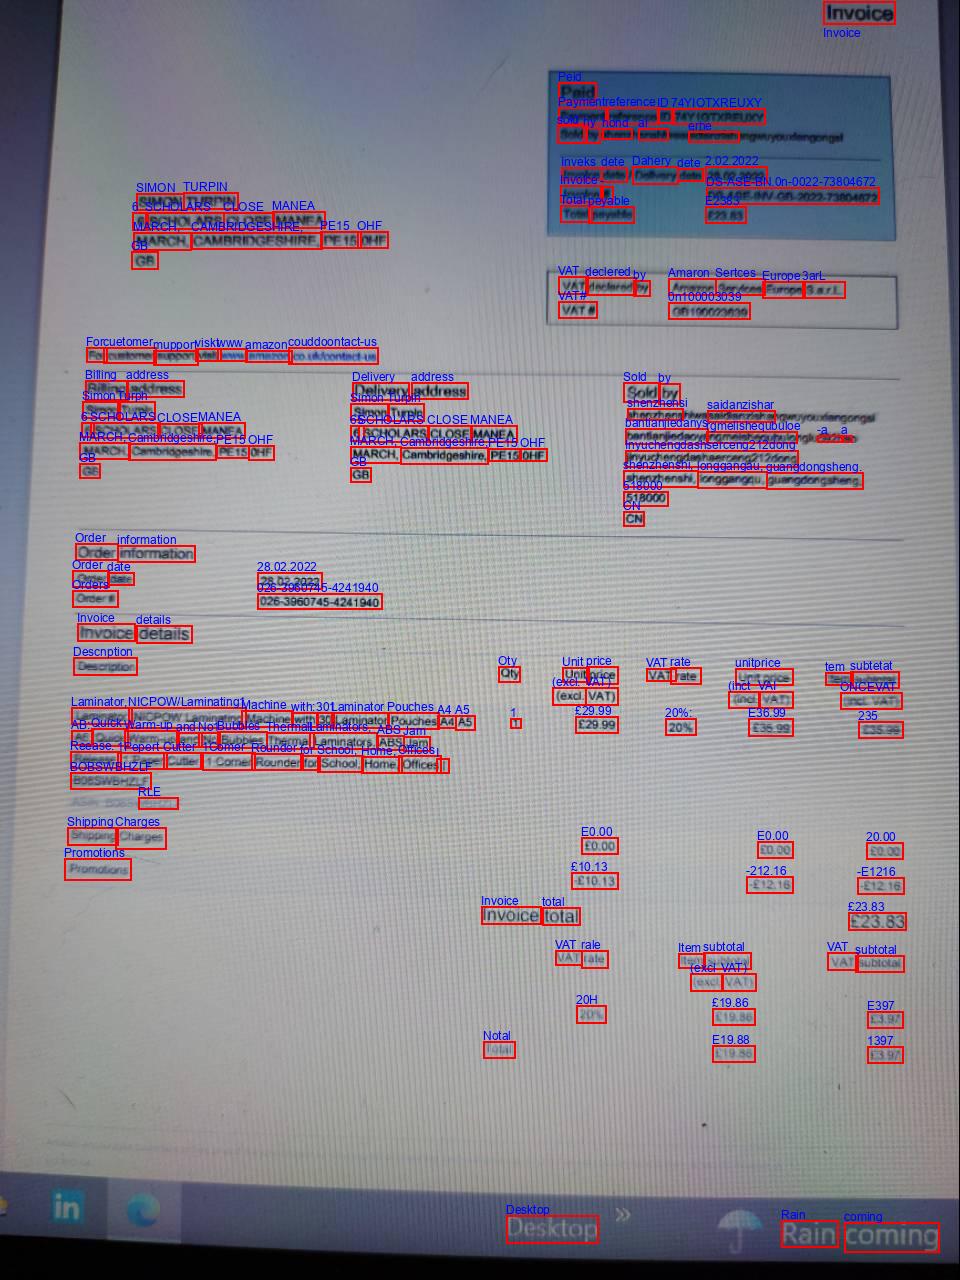 Invoice
Paid
Payment reference ID 74YIOTXREUXY
Sold by
Invoice date / Delivery date 28.02.2022
Invoice # DS-ASE-INV-GB-2022-73804672
Total payable £23.83
SIMON TURPIN
6 SCHOLARS CLOSE MANEA
MARCH, CAMBRIDGESHIRE, PE15 0HF
GB
VAT declared by Amazon Services Europe S.a.r.L.
VAT #
For customer support visit www.amazon.co.uk/contact-us
Billing address
Simon Turpin
6 SCHOLARS CLOSE MANEA
MARCH, Cambridgeshire, PE15 0HF
GB
Delivery address
Simon Turpin
6 SCHOLARS CLOSE MANEA
MARCH, Cambridgeshire, PE15 0HF
GB
Sold by
jinyuchengdashaerceng212dong
shenzhenshi, longgangqu, guangdongsheng,
518000
CN
Order information
Order date 28.02.2022
Order # 026-3960745-4241940
Invoice details
Description Qty Unit price VAT rate Unit price Item subtotal
(excl. VAT) (incl. VAT) (incl. VAT)
Laminator, NICPOW Laminating Machine with 30 Laminator Pouches A4 A5 1 £29.99 20% £35.99 £35.99
Quick Warm-up and No Bubbles Thermal Laminators, ABS Jam
Release, 1 Paper Cutter, 1 Corner Rounder for School, Home, Offices |
B08SWBHZLF
Shipping Charges £0.00 £0.00 £0.00
Promotions -£10.13 -£12.16 -£12.16
Invoice total £23.83
VAT rate Item subtotal VAT subtotal
(excl. VAT)
20% £19.86 £3.97
Total £19.86 £3.97
Desktop
Rain coming